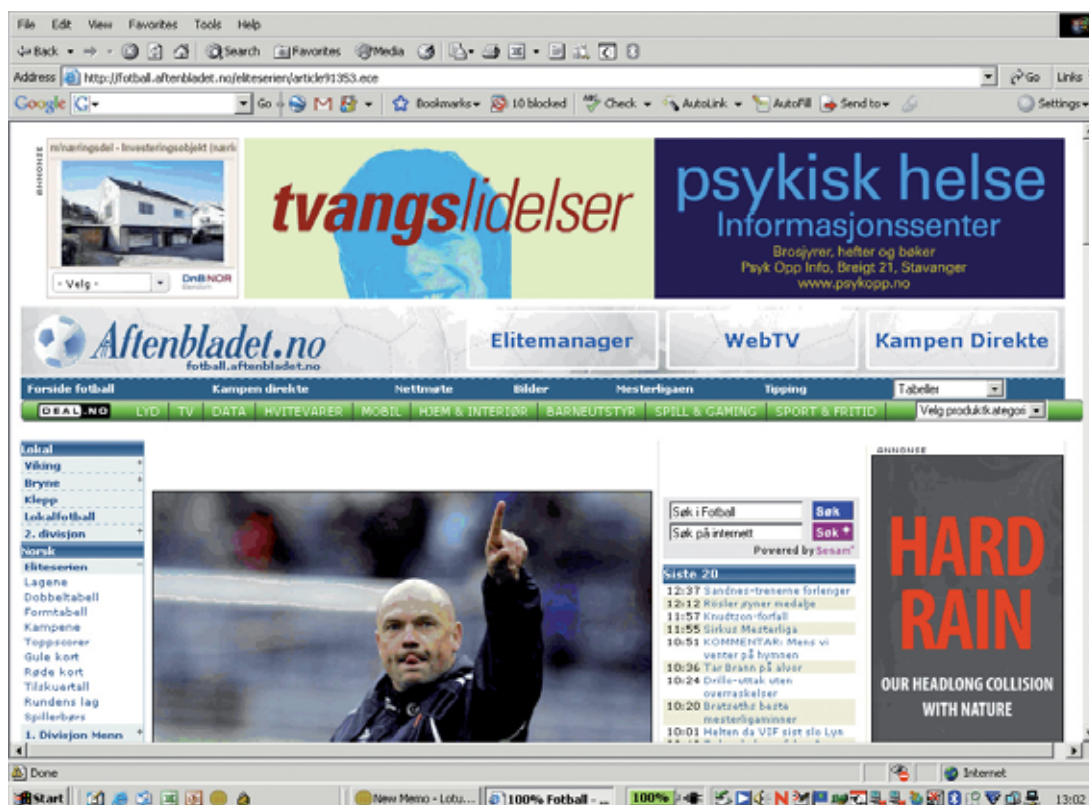 File Edit View Favorites Tools Help
Back Search Favorites Media
Address http://fotball.aftenbladet.no/eliteserien/article91353.ece Go Links
Google G Go Bookmarks 10 blocked Check AutoLink AutoFill Send to Settings
ANNONSE
m/næringsdel - Investeringsobjekt (næri
- Velg -
DnB NOR
Eiendom
tvangslidelser
psykisk helse
Informasjonssenter
Brosjyrer, hefter og bøker
Psyk Opp Info, Breigt 21, Stavanger
www.psykopp.no
Aftenbladet.no
fotball.aftenbladet.no
Elitemanager WebTV Kampen Direkte
Forside fotball Kampen direkte Nettmøte Bilder Mesterligaen Tipping Tabeller
DEAL.NO LYD TV DATA HVITEVARER MOBIL HJEM & INTERIØR BARNEUTSTYR SPILL & GAMING SPORT & FRITID Velg produktkategori
Lokal
Viking
Bryne
Klepp
Lokalfotball
2. divisjon
Norsk
Eliteserien
Lagene
Dobbeltabell
Formtabell
Kampene
Toppscorer
Gule kort
Røde kort
Tilskuertall
Rundens lag
Spillerbørs
1. Divisjon Menn
Søk i Fotball Søk
Søk på internett Søk
Powered by Sesam
Siste 20
12:37 Sandnes-trenerne forlenger
12:12 Rösler øyner medalje
11:57 Knudtzon-forfall
11:55 Sirkus Mesterliga
10:51 KOMMENTAR: Mens vi
venter på hymnen
10:36 Tar Brann på alvor
10:24 Drillo-uttak uten
overraskelser
10:20 Bratseths beste
mesterligaminner
10:01 Helten da VIF sist slo Lyn
ANNONSE
HARD
RAIN
OUR HEADLONG COLLISION
WITH NATURE
Done Internet
Start New Memo - Lotu... 100% Fotball - ... 100% 13:02